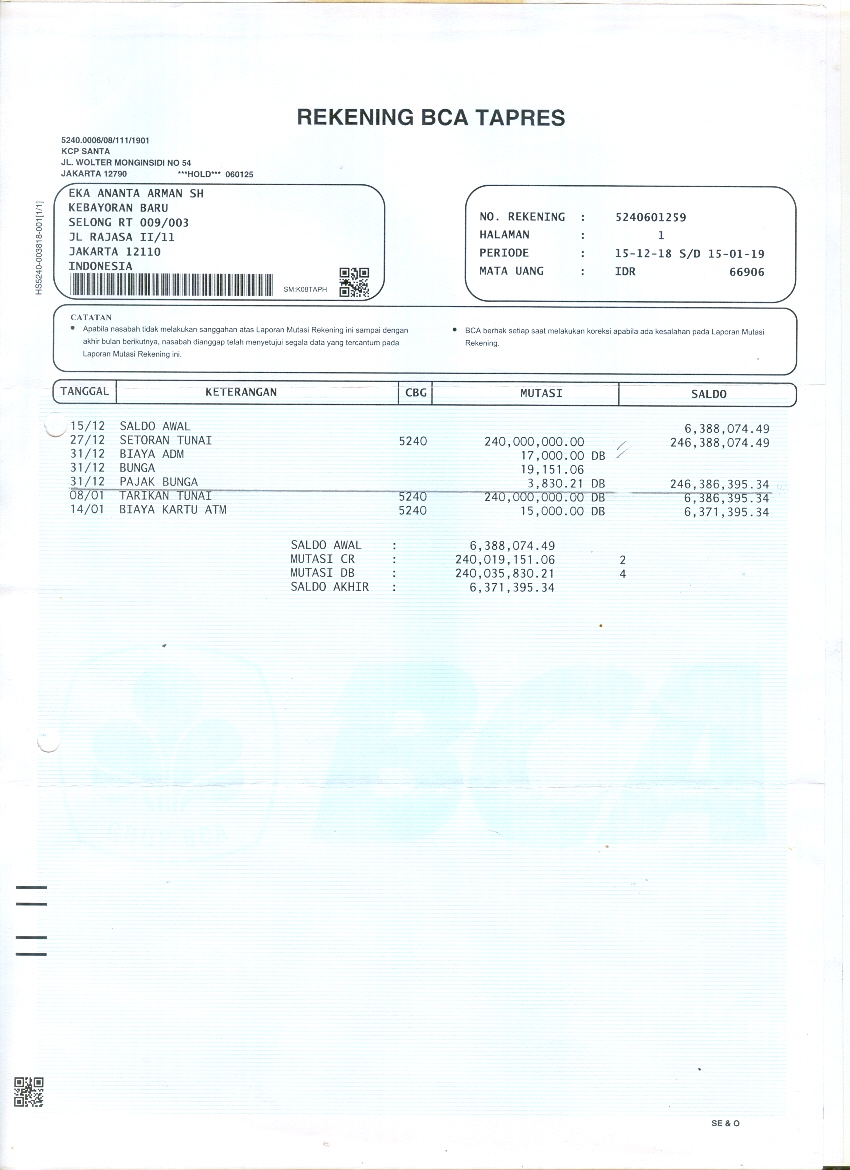 REKENING BCA TAPRES
5240.0006/08/111/1901
KCP SANTA
JL. WOLTER MONGINSIDI NO 54
JAKARTA 12790 ***HOLD*** 060125
HS5240-003818-001[1/1]
EKA ANANTA ARMAN SH
KEBAYORAN BARU
SELONG RT 009/003
JL RAJASA II/11
JAKARTA 12110
INDONESIA
SM:K08TAPH
NO. REKENING : 5240601259
HALAMAN : 1
PERIODE : 15-12-18 S/D 15-01-19
MATA UANG : IDR 66906
CATATAN
• Apabila nasabah tidak melakukan sanggahan atas Laporan Mutasi Rekening ini sampai dengan
akhir bulan berikutnya, nasabah dianggap telah menyetujui segala data yang tercantum pada
Laporan Mutasi Rekening ini.
• BCA berhak setiap saat melakukan koreksi apabila ada kesalahan pada Laporan Mutasi
Rekening.
TANGGAL KETERANGAN CBG MUTASI SALDO
15/12 SALDO AWAL 6,388,074.49
27/12 SETORAN TUNAI 5240 240,000,000.00 246,388,074.49
31/12 BIAYA ADM 17,000.00 DB
31/12 BUNGA 19,151.06
31/12 PAJAK BUNGA 3,830.21 DB 246,386,395.34
08/01 TARIKAN TUNAI 5240 240,000,000.00 DB 6,386,395.34
14/01 BIAYA KARTU ATM 5240 15,000.00 DB 6,371,395.34
SALDO AWAL : 6,388,074.49
MUTASI CR : 240,019,151.06 2
MUTASI DB : 240,035,830.21 4
SALDO AKHIR : 6,371,395.34
BCA
SE & O